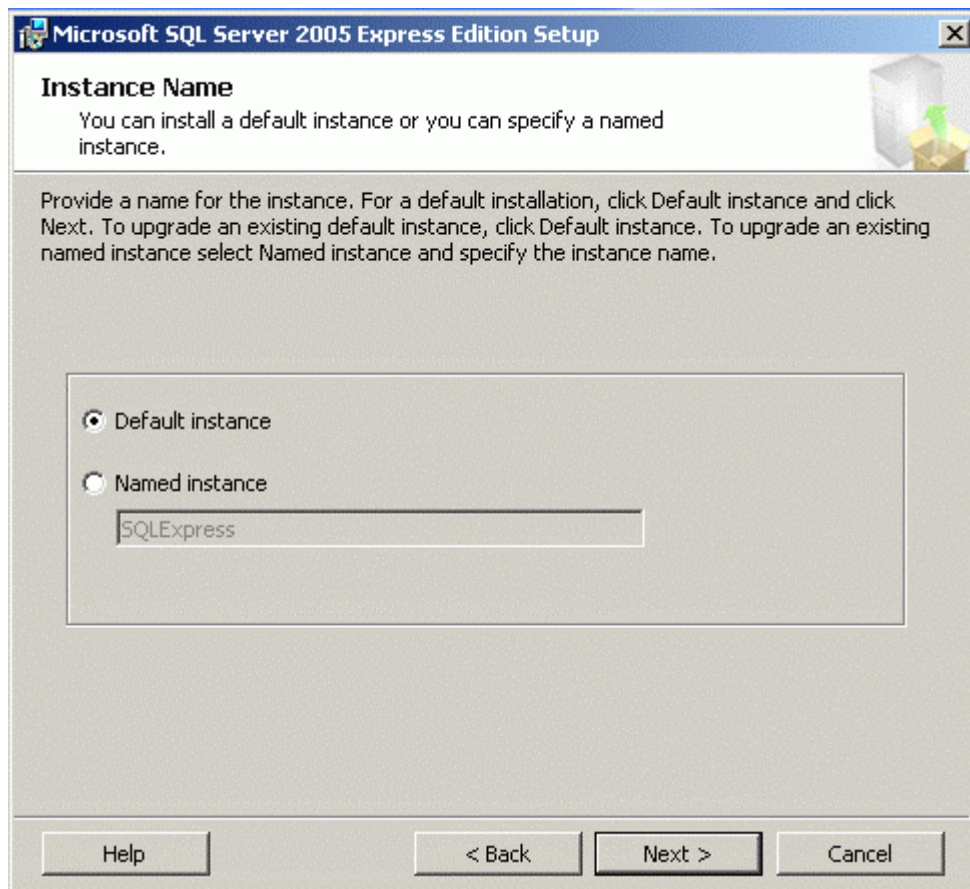 Microsoft SQL Server 2005 Express Edition Setup
Instance Name
You can install a default instance or you can specify a named
instance.
Provide a name for the instance. For a default installation, click Default instance and click
Next. To upgrade an existing default instance, click Default instance. To upgrade an existing
named instance select Named instance and specify the instance name.
Default instance
Named instance
SQLExpress
Help
< Back
Next >
Cancel